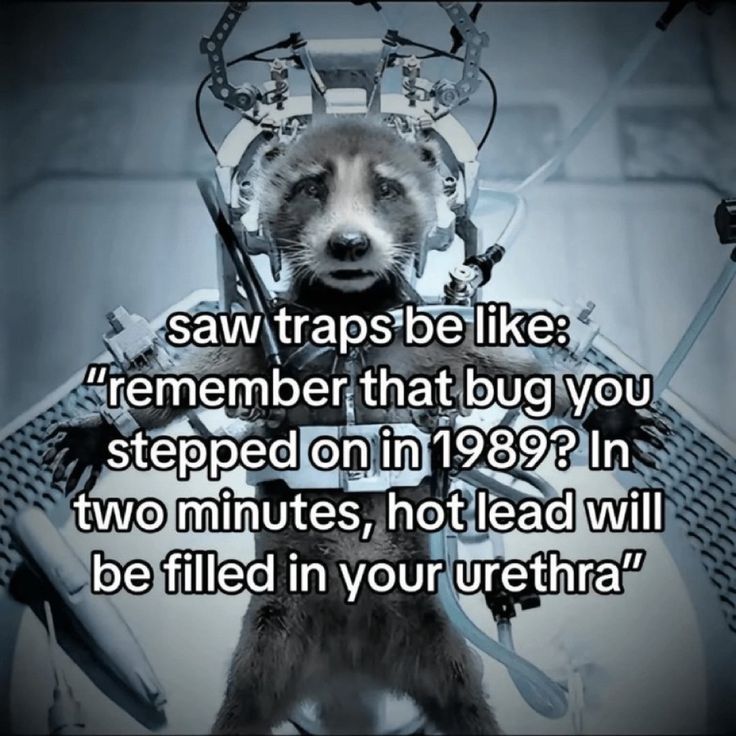 saw traps be like:
"remember that bug you
stepped on in 1989? In
two minutes, hot lead will
be filled in your urethra"